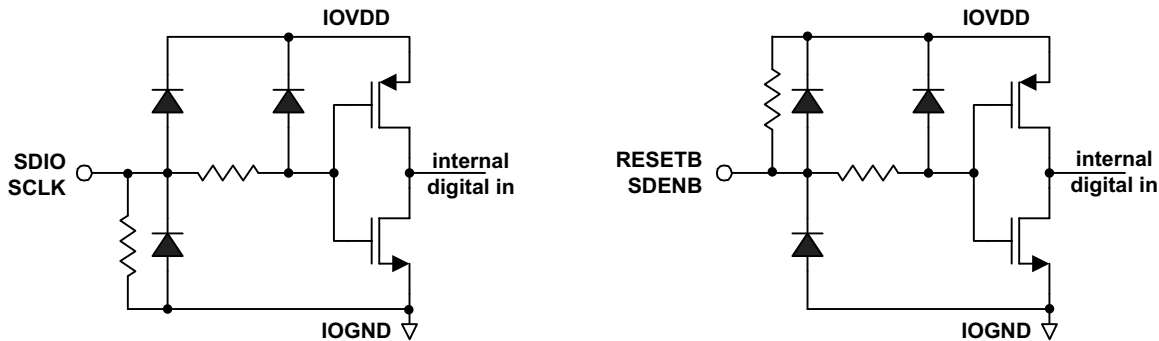 IOVDD
SDIO
SCLK
internal
digital in
IOGND
IOVDD
RESETB
SDENB
internal
digital in
IOGND